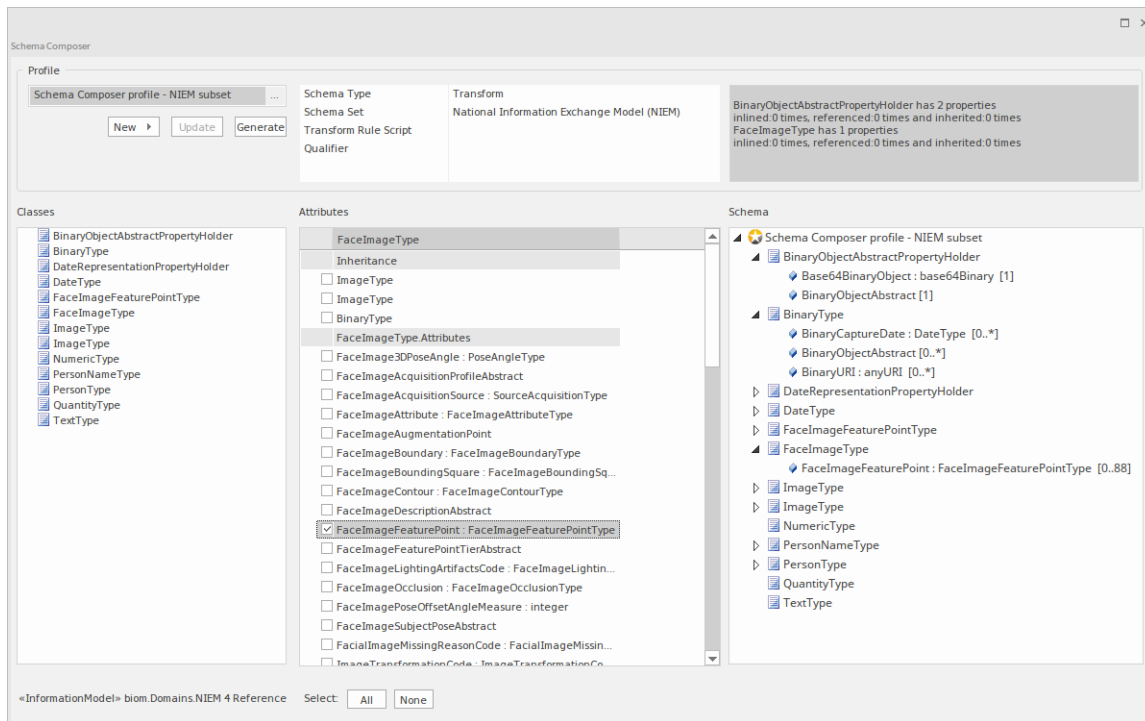 Schema Composer
Profile
Schema Composer profile - NIEM subset ...
New Update Generate
Schema Type Transform
Schema Set National Information Exchange Model (NIEM)
Transform Rule Script
Qualifier
BinaryObjectAbstractPropertyHolder has 2 properties
inlined:0 times, referenced:0 times and inherited:0 times
FaceImageType has 1 properties
inlined:0 times, referenced:0 times and inherited:0 times
Classes
BinaryObjectAbstractPropertyHolder
BinaryType
DateRepresentationPropertyHolder
DateType
FaceImageFeaturePointType
FaceImageType
ImageType
ImageType
NumericType
PersonNameType
PersonType
QuantityType
TextType
Attributes
FaceImageType
Inheritance
ImageType
ImageType
BinaryType
FaceImageType.Attributes
FaceImage3DPoseAngle : PoseAngleType
FaceImageAcquisitionProfileAbstract
FaceImageAcquisitionSource : SourceAcquisitionType
FaceImageAttribute : FaceImageAttributeType
FaceImageAugmentationPoint
FaceImageBoundary : FaceImageBoundaryType
FaceImageBoundingSquare : FaceImageBoundingSq...
FaceImageContour : FaceImageContourType
FaceImageDescriptionAbstract
FaceImageFeaturePoint : FaceImageFeaturePointType
FaceImageFeaturePointTierAbstract
FaceImageLightingArtifactsCode : FaceImageLightin...
FaceImageOcclusion : FaceImageOcclusionType
FaceImagePoseOffsetAngleMeasure : integer
FaceImageSubjectPoseAbstract
FacialImageMissingReasonCode : FacialImageMissin...
ImageTransformationCode : ImageTransformationCo...
Schema
Schema Composer profile - NIEM subset
BinaryObjectAbstractPropertyHolder
Base64BinaryObject : base64Binary [1]
BinaryObjectAbstract [1]
BinaryType
BinaryCaptureDate : DateType [0..*]
BinaryObjectAbstract [0..*]
BinaryURI : anyURI [0..*]
DateRepresentationPropertyHolder
DateType
FaceImageFeaturePointType
FaceImageType
FaceImageFeaturePoint : FaceImageFeaturePointType [0..88]
ImageType
ImageType
NumericType
PersonNameType
PersonType
QuantityType
TextType
«InformationModel» biom.Domains.NIEM 4 Reference
Select: All None